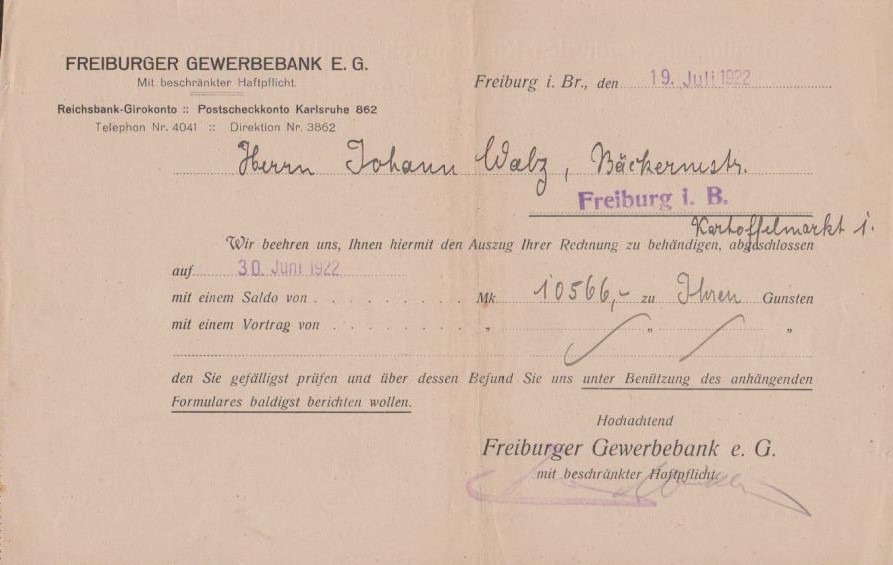 FREIBURGER GEWERBEBANK E. G.
Mit beschränkter Haftpflicht.
Reichsbank-Girokonto :: Postscheckkonto Karlsruhe 862
Telephon Nr. 4041 :: Direktion Nr. 3862
Freiburg i. Br., den 19. Juli 1922
Herrn Johann Walz, Bäckermstr.
Freiburg i. B.
Kartoffelmarkt 1.
Wir beehren uns, Ihnen hiermit den Auszug Ihrer Rechnung zu behändigen, abgeschlossen
auf 30. Juni 1922
mit einem Saldo von . . . . . . . . . . Mk. 10566,- zu Ihren Gunsten
mit einem Vortrag von . . . . . . . . . „ „ „
den Sie gefälligst prüfen und über dessen Befund Sie uns unter Benützung des anhängenden
Formulares baldigst berichten wollen.
Hochachtend
Freiburger Gewerbebank e. G.
mit beschränkter Haftpflicht.